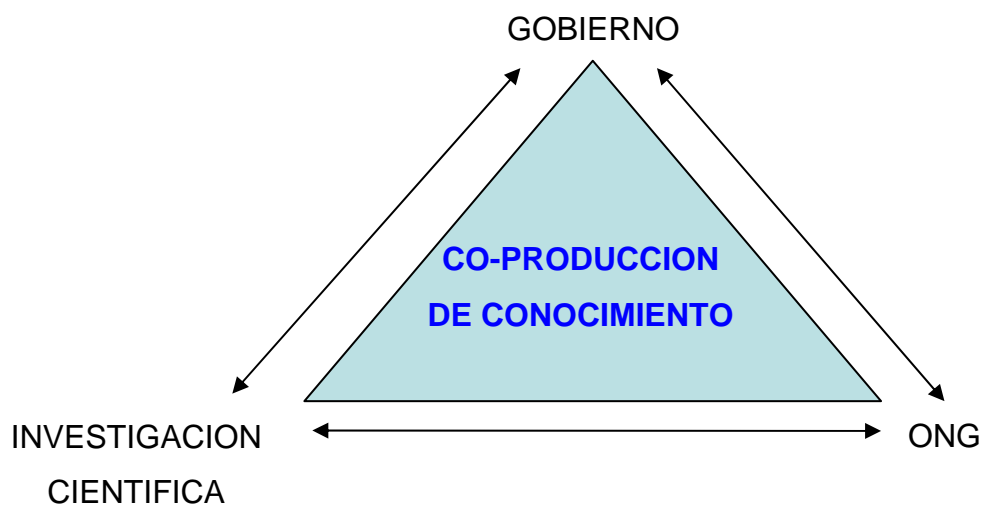 GOBIERNO
CO-PRODUCCION
DE CONOCIMIENTO
INVESTIGACION
CIENTIFICA
ONG